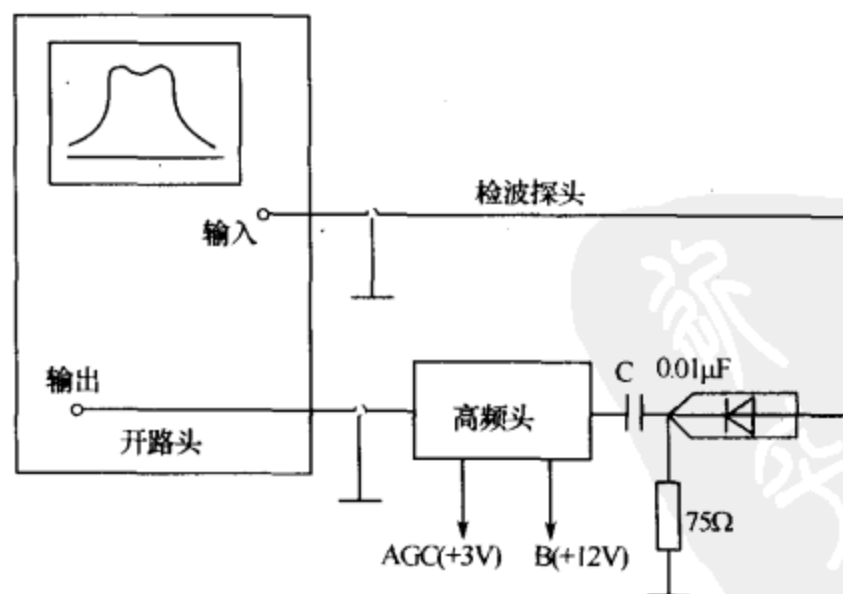 检波探头
输入
输出
开路头
高频头
C 0.01μF
75Ω
AGC(+3V) B(+12V)